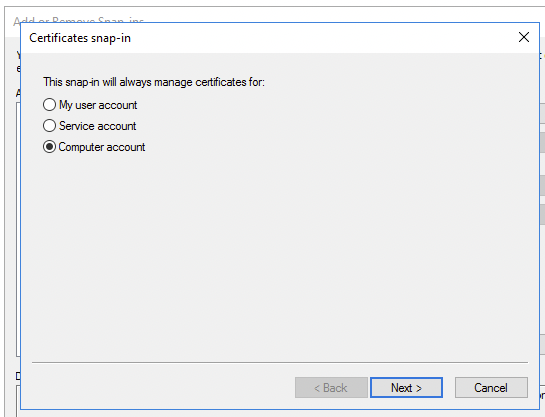 Add or Remove Snap-ins
Certificates snap-in
This snap-in will always manage certificates for:
My user account
Service account
Computer account
< Back
Next >
Cancel